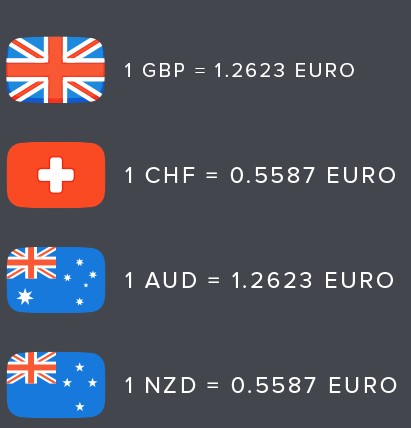 1 GBP = 1.2623 EURO
1 CHF = 0.5587 EURO
1 AUD = 1.2623 EURO
1 NZD = 0.5587 EURO